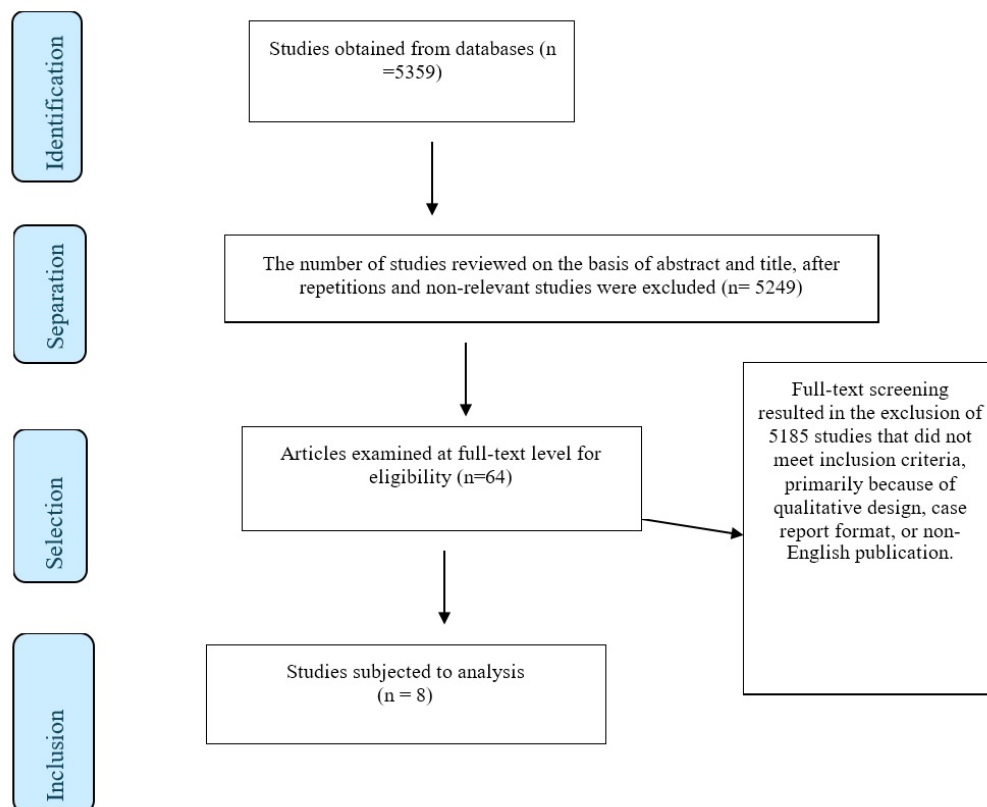 Identification
Studies obtained from databases (n
=5359)
Separation
The number of studies reviewed on the basis of abstract and title, after
repetitions and non-relevant studies were excluded (n= 5249)
Selection
Articles examined at full-text level for
eligibility (n=64)
Full-text screening
resulted in the exclusion of
5185 studies that did not
meet inclusion criteria,
primarily because of
qualitative design, case
report format, or non-
English publication.
Inclusion
Studies subjected to analysis
(n = 8)